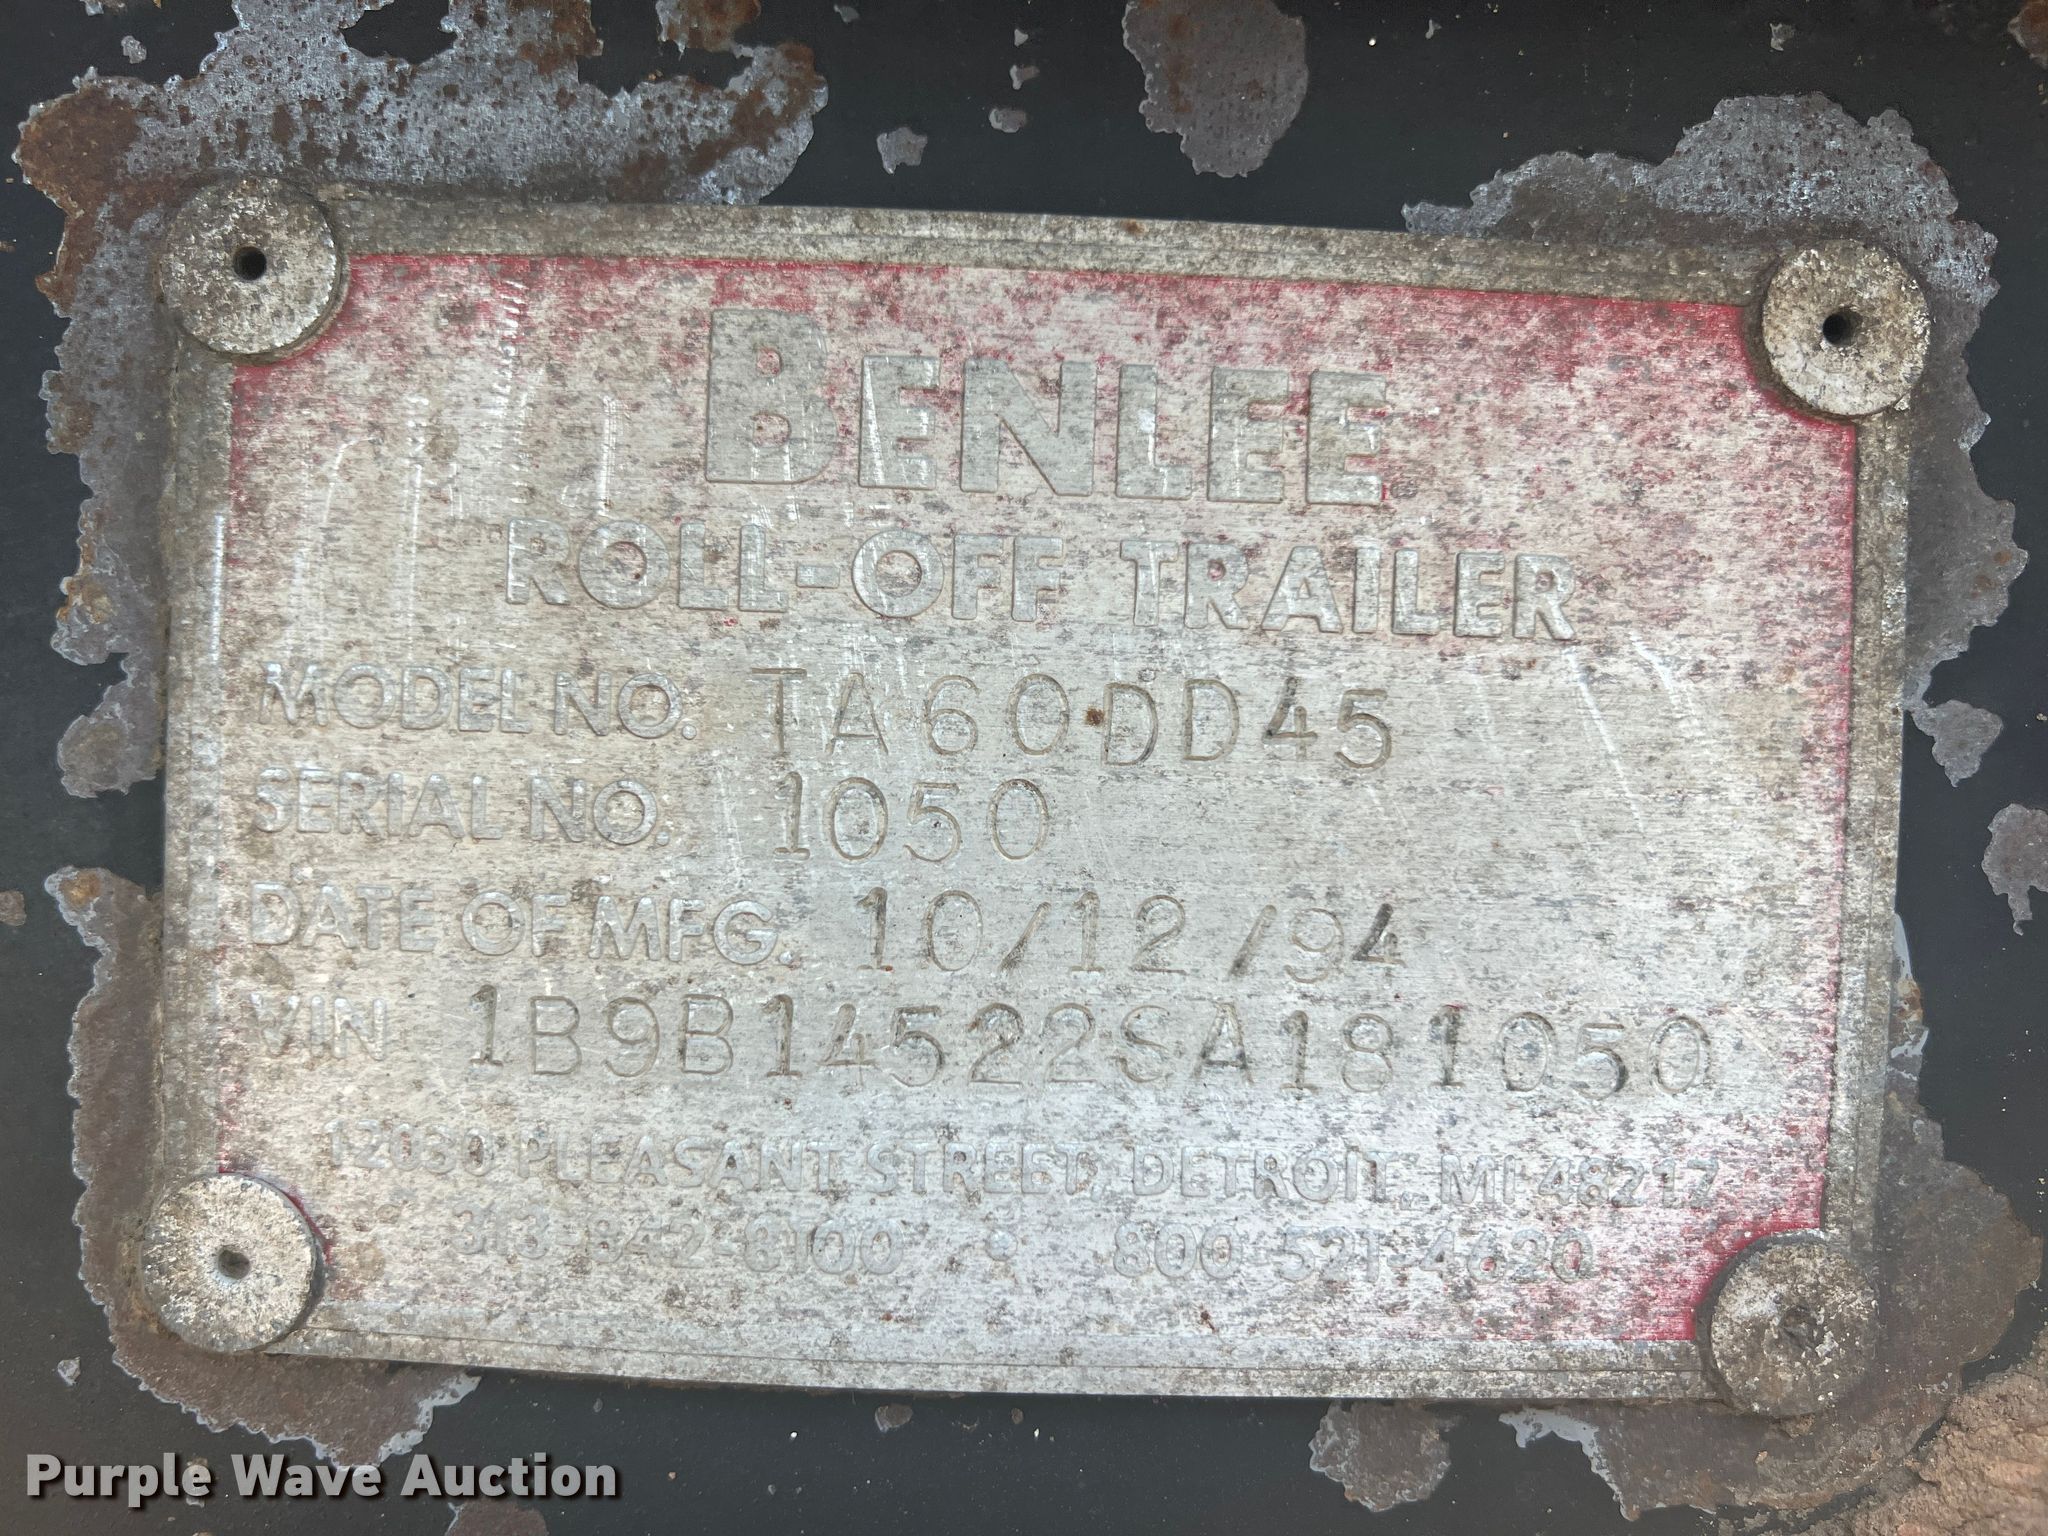 BENLEE
ROLL-OFF TRAILER
MODEL NO. TA60DD45
SERIAL NO. 1050
DATE OF MFG. 10/12/94
VIN 1B9B14522SA181050
12030 PLEASANT STREET, DETROIT, MI 48217
313-842-8100 • 800-521-4620
Purple Wave Auction